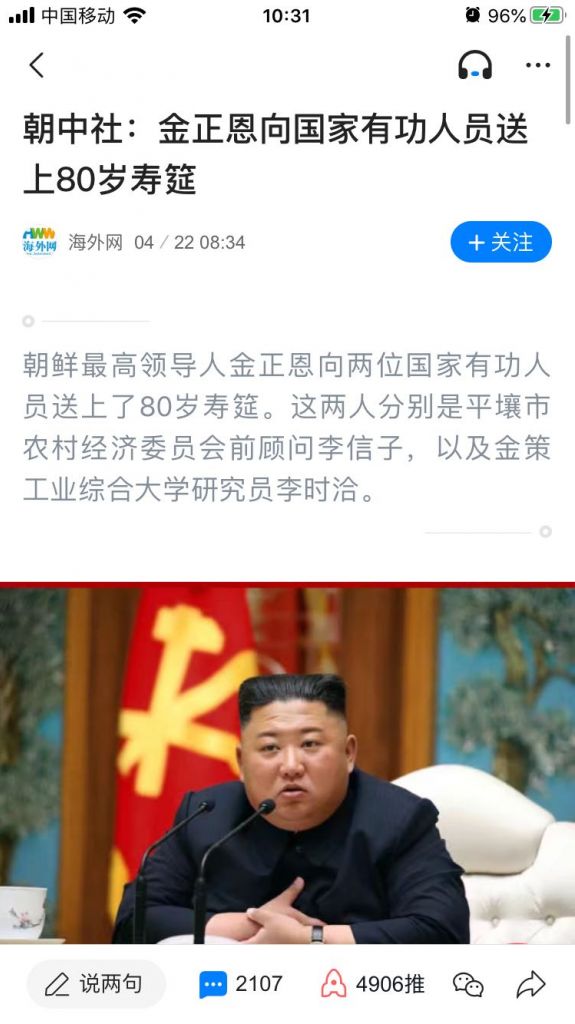 中国移动 10:31 96%
朝中社：金正恩向国家有功人员送
上80岁寿筵
海外网
海外网 04/22 08:34
+关注
朝鲜最高领导人金正恩向两位国家有功人
员送上了80岁寿筵。这两人分别是平壤市
农村经济委员会前顾问李信子，以及金策
工业综合大学研究员李时洽。
说两句 2107 4906推